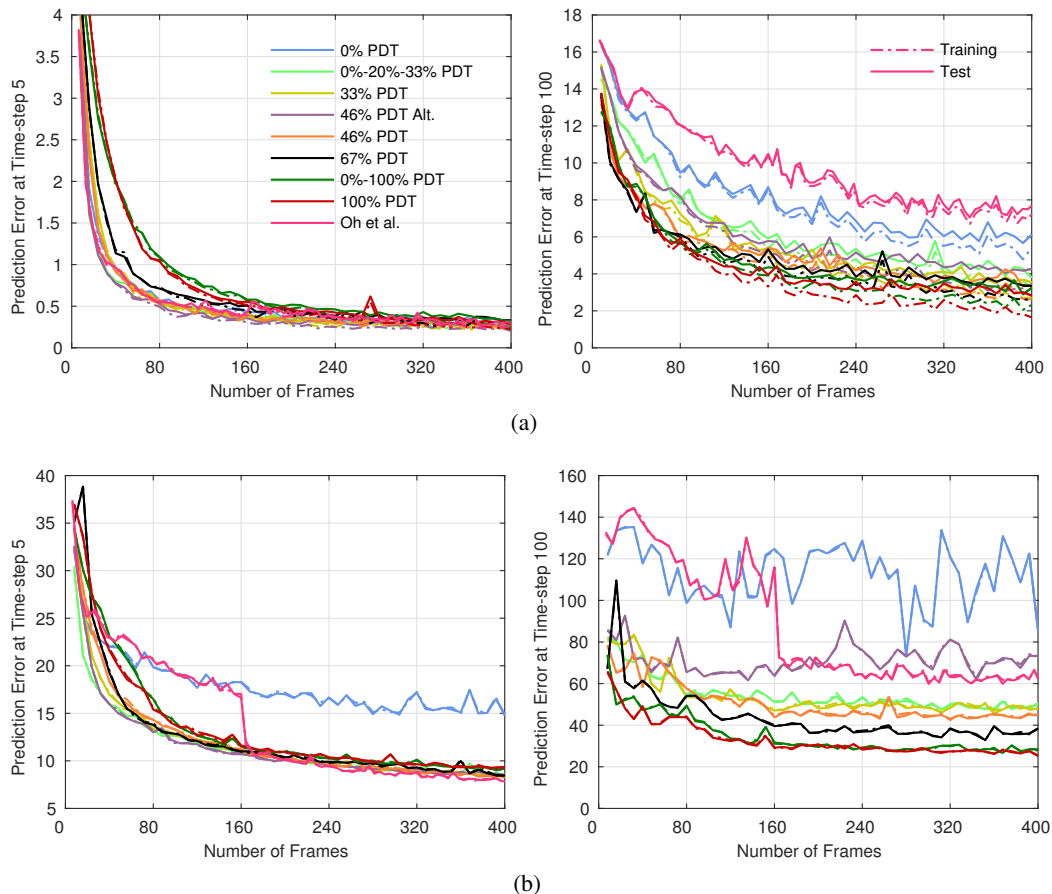 Prediction Error at Time-step 5
4
3.5
3
2.5
2
1.5
1
0.5
0
0 80 160 240 320 400
Number of Frames
0% PDT
0%-20%-33% PDT
33% PDT
46% PDT Alt.
46% PDT
67% PDT
0%-100% PDT
100% PDT
Oh et al.
Prediction Error at Time-step 100
18
16
14
12
10
8
6
4
2
0
0 80 160 240 320 400
Number of Frames
Training
Test
(a)
Prediction Error at Time-step 5
40
35
30
25
20
15
10
5
0 80 160 240 320 400
Number of Frames
Prediction Error at Time-step 100
160
140
120
100
80
60
40
20
0
0 80 160 240 320 400
Number of Frames
(b)